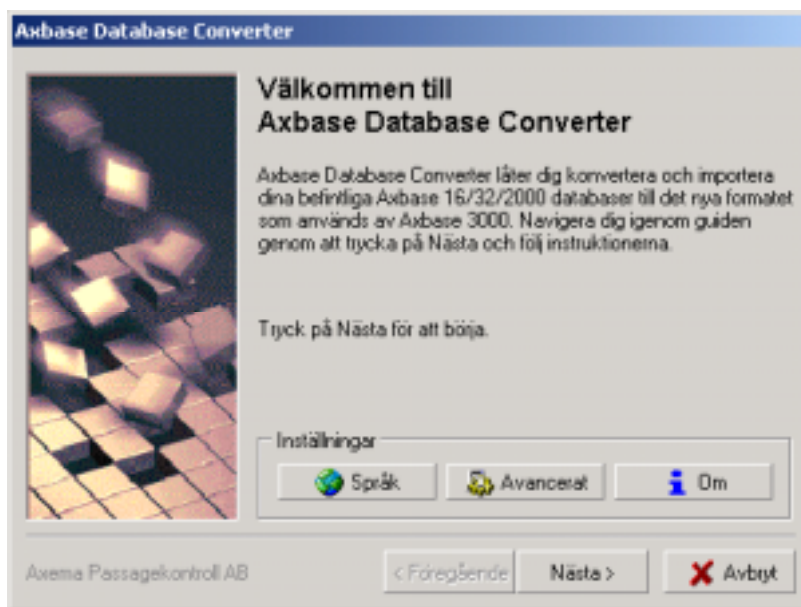 Axbase Database Converter
Välkommen till
Axbase Database Converter
Axbase Database Converter låter dig konvertera och importera
dina befintliga Axbase 16/32/2000 databaser till det nya formatet
som används av Axbase 3000. Navigera dig igenom guiden
genom att trycka på Nästa och följ instruktionerna.
Tryck på Nästa för att börja.
Inställningar
Språk
Avancerat
Om
Axema Passagekontroll AB
< Föregående
Nästa >
Avbryt